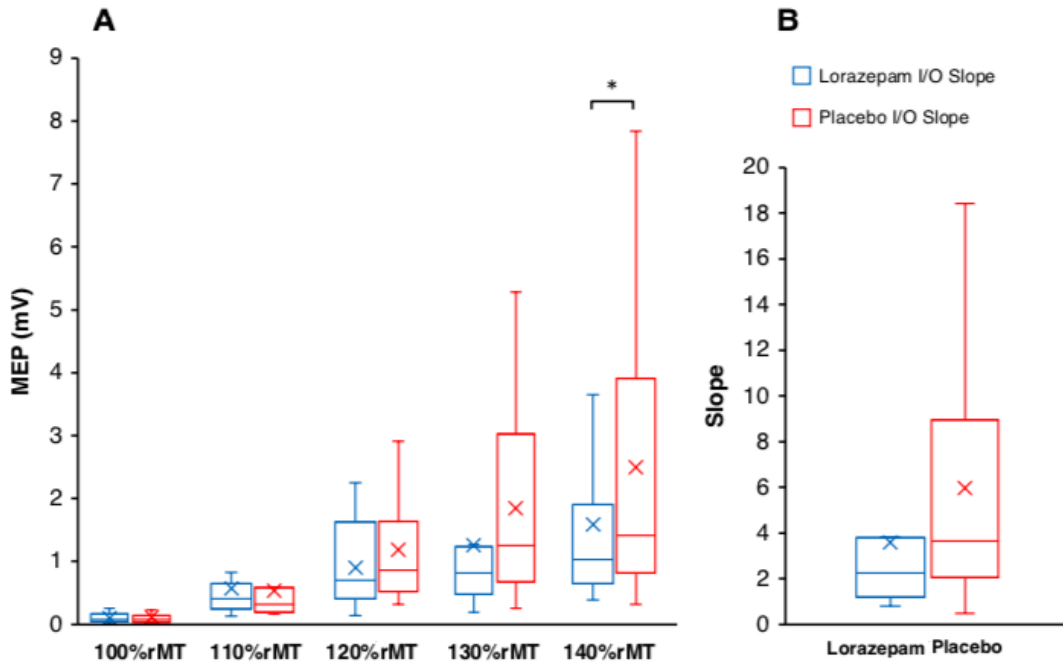 A
9
8
7
6
5
4
3
2
1
0
MEP (mV)
*
100%rMT 110%rMT 120%rMT 130%rMT 140%rMT
B
Lorazepam I/O Slope
Placebo I/O Slope
20
18
16
14
12
10
8
6
4
2
0
Slope
Lorazepam Placebo